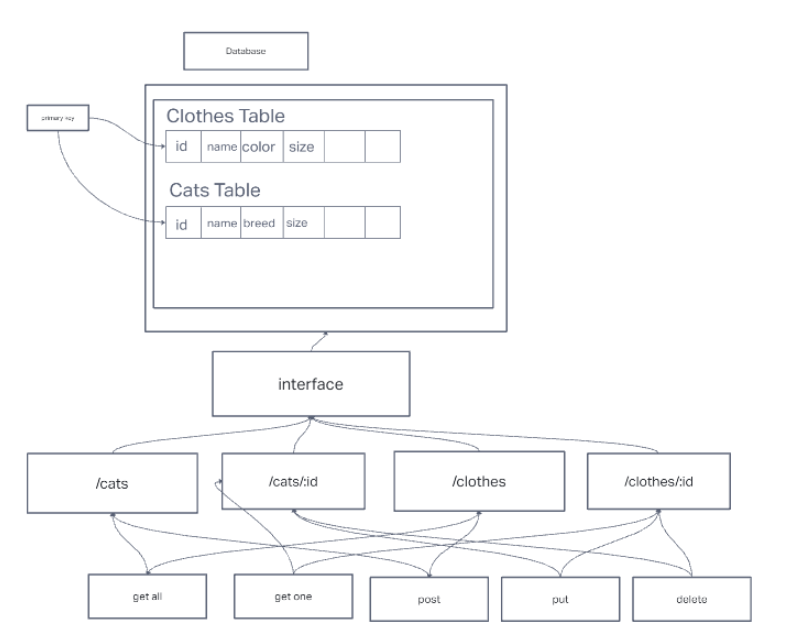 Database
primary key
Clothes Table
id name color size
Cats Table
id name breed size
interface
/cats
/cats/:id
/clothes
/clothes/:id
get all
get one
post
put
delete